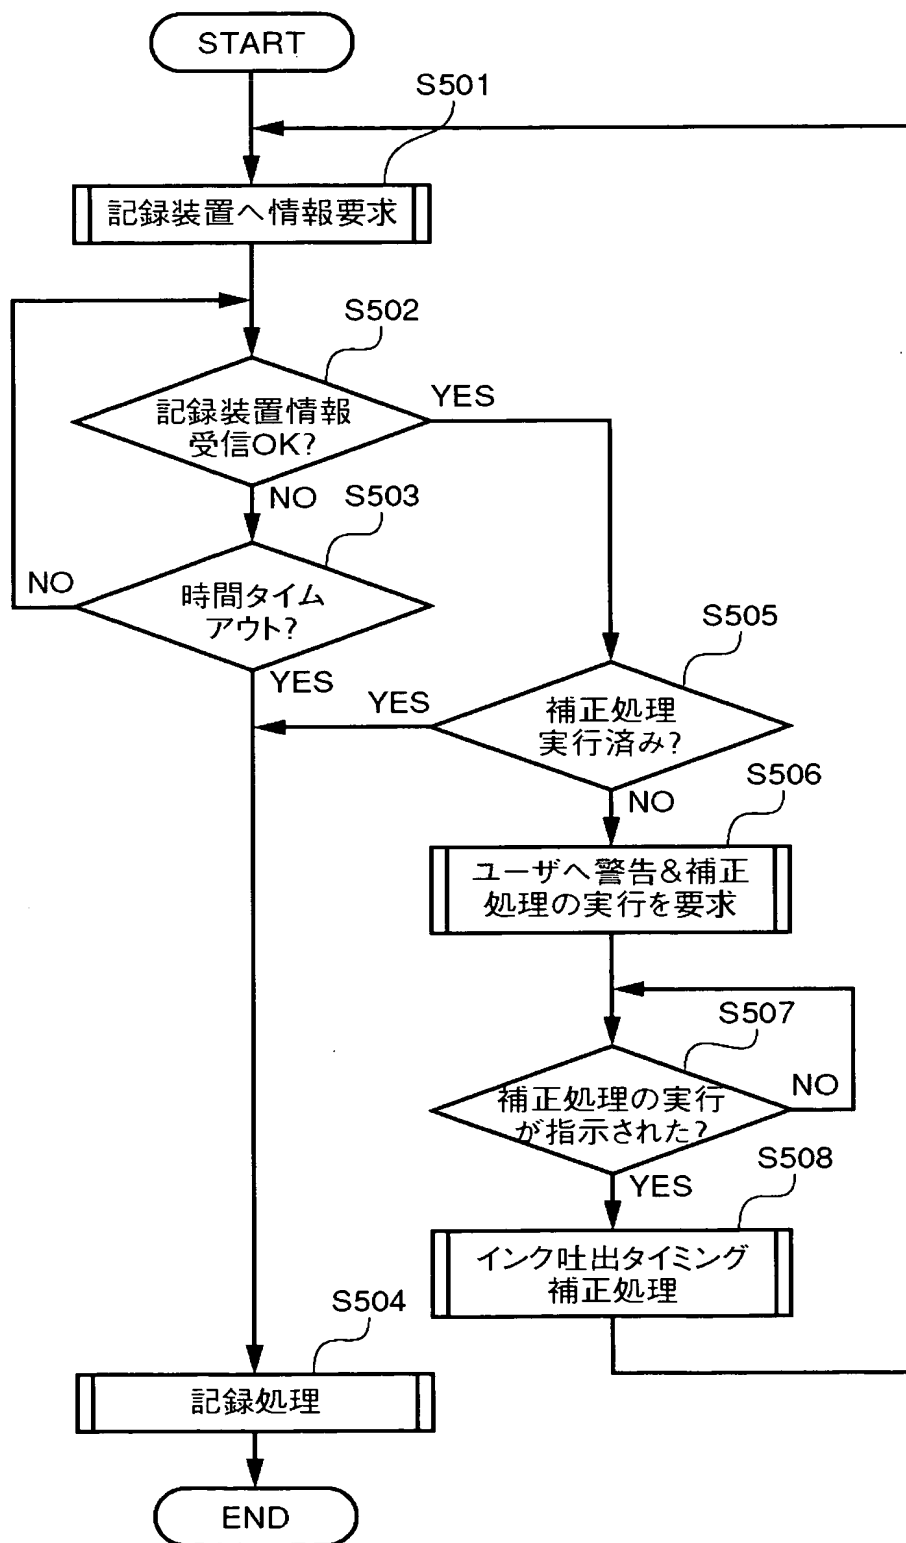 START
S501
記録装置へ情報要求
S502
記録装置情報
受信OK?
YES
NO
S503
時間タイム
アウト?
NO
YES
S505
補正処理
実行済み?
YES
NO
S506
ユーザへ警告&補正
処理の実行を要求
S507
補正処理の実行
が指示された?
NO
YES
S508
インク吐出タイミング
補正処理
S504
記録処理
END